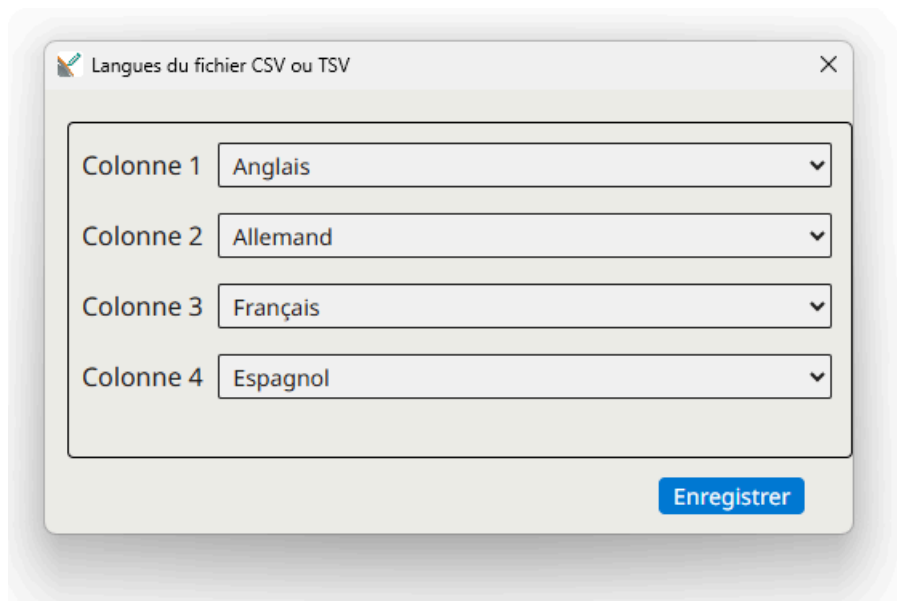 Langues du fichier CSV ou TSV
Colonne 1 Anglais
Colonne 2 Allemand
Colonne 3 Français
Colonne 4 Espagnol
Enregistrer